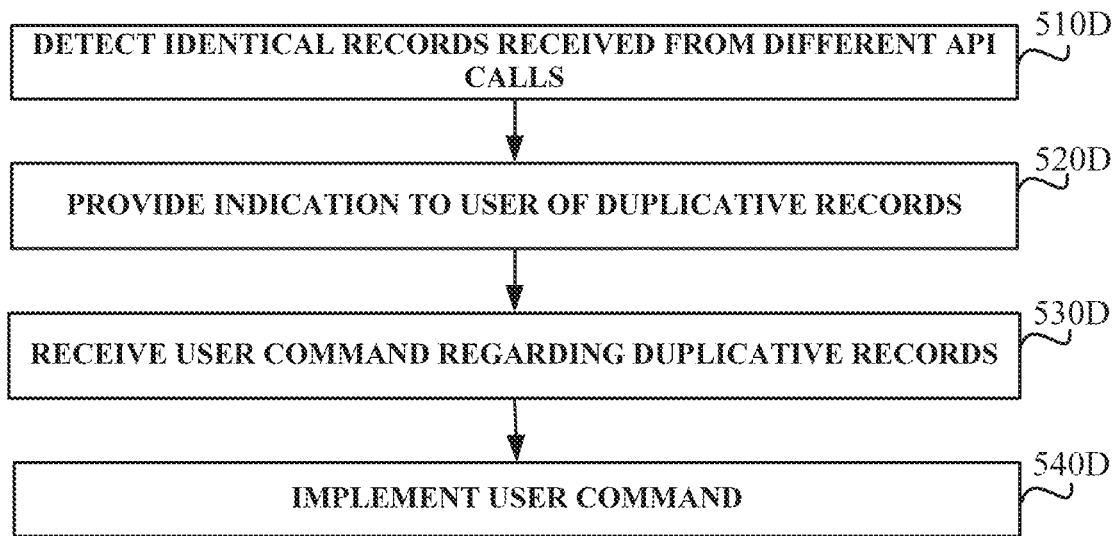 510D
DETECT IDENTICAL RECORDS RECEIVED FROM DIFFERENT API
CALLS
520D
PROVIDE INDICATION TO USER OF DUPLICATIVE RECORDS
530D
RECEIVE USER COMMAND REGARDING DUPLICATIVE RECORDS
540D
IMPLEMENT USER COMMAND